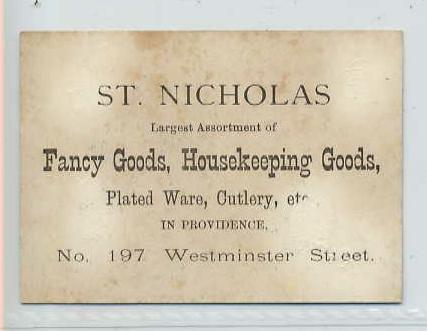 ST. NICHOLAS
Largest Assortment of
Fancy Goods, Housekeeping Goods,
Plated Ware, Cutlery, etc
IN PROVIDENCE.
No. 197 Westminster Street.